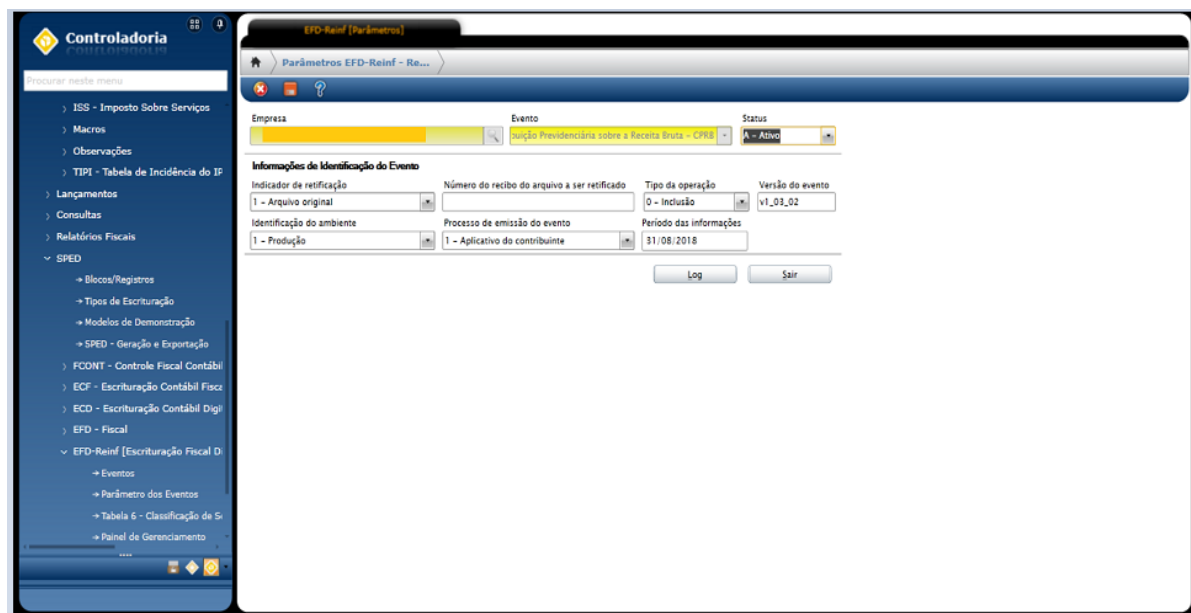 Controladoria
Procurar neste menu
ISS - Imposto Sobre Serviços
Macros
Observações
TIPI - Tabela de Incidência do IP
Lançamentos
Consultas
Relatórios Fiscais
SPED
Blocos/Registros
Tipos de Escrituração
Modelos de Demonstração
SPED - Geração e Exportação
FCONT - Controle Fiscal Contábil
ECF - Escrituração Contábil Fisca
ECD - Escrituração Contábil Digit
EFD - Fiscal
EFD-Reinf [Escrituração Fiscal D
Eventos
Parâmetro dos Eventos
Tabela 6 - Classificação de Se
Painel de Gerenciamento
EFD-Reinf [Parâmetros]
Parâmetros EFD-Reinf - Re...
Empresa Evento Status
buição Previdenciária sobre a Receita Bruta - CPRB A - Ativo
Informações de Identificação do Evento
Indicador de retificação Número do recibo do arquivo a ser retificado Tipo da operação Versão do evento
1 - Arquivo original 0 - Inclusão v1_03_02
Identificação do ambiente Processo de emissão do evento Período das informações
1 - Produção 1 - Aplicativo do contribuinte 31/08/2018
Log Sair